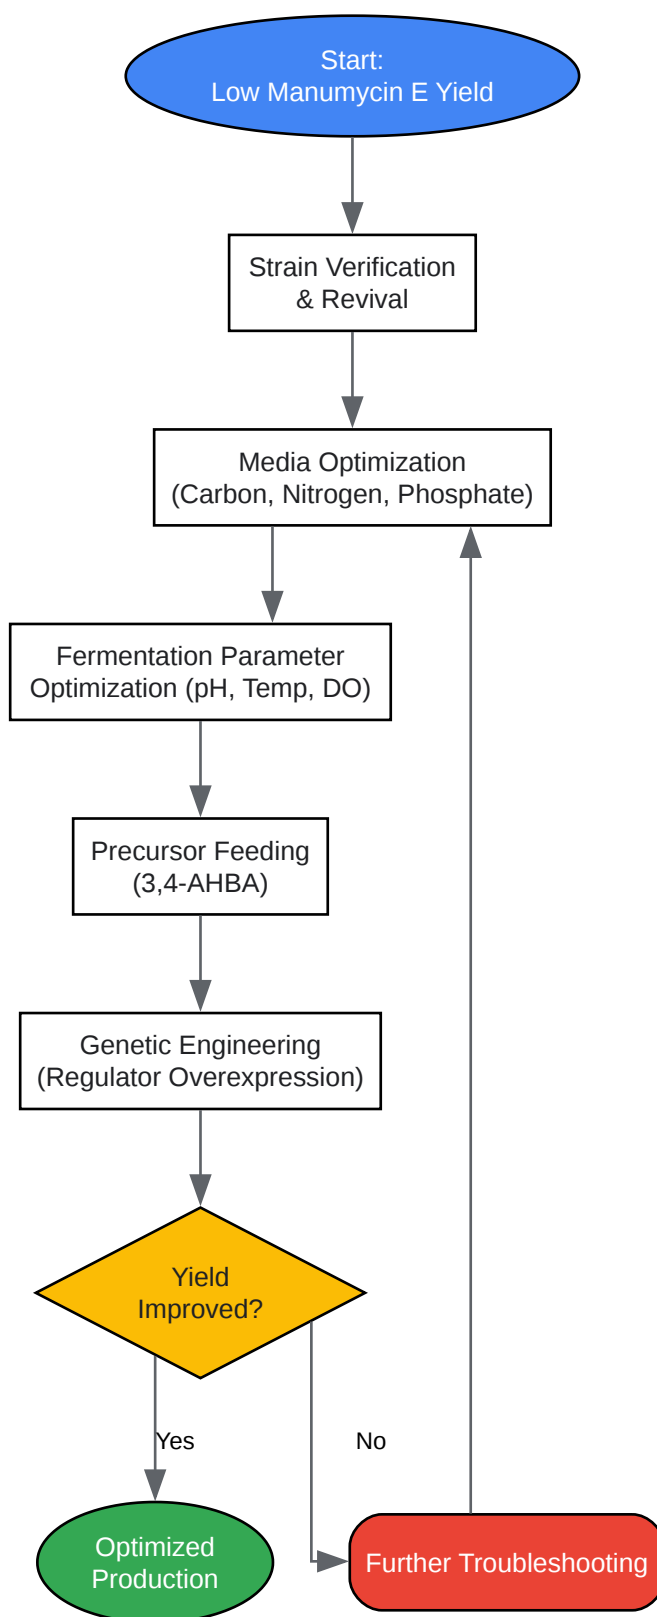 Start:
Low Manumycin E Yield
Strain Verification
& Revival
Media Optimization
(Carbon, Nitrogen, Phosphate)
Fermentation Parameter
Optimization (pH, Temp, DO)
Precursor Feeding
(3,4-AHBA)
Genetic Engineering
(Regulator Overexpression)
Yield
Improved?
Yes
No
Optimized
Production
Further Troubleshooting